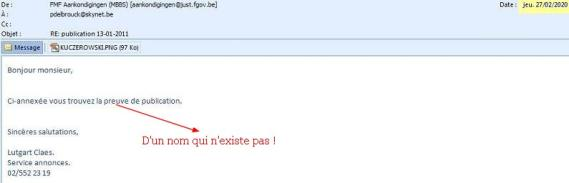 De : FMF Aankondigingen (MBBS) [aankondigingen@just.fgov.be] Date : jeu. 27/02/2020
À : pdelbrouck@skynet.be
Cc :
Objet : RE: publication 13-01-2011
Message KUCZEROWSKI.PNG (97 Ko)
Bonjour monsieur,
Ci-annexée vous trouvez la preuve de publication.
Sincères salutations,
D'un nom qui n'existe pas !
Lutgart Claes.
Service annonces.
02/552 23 19